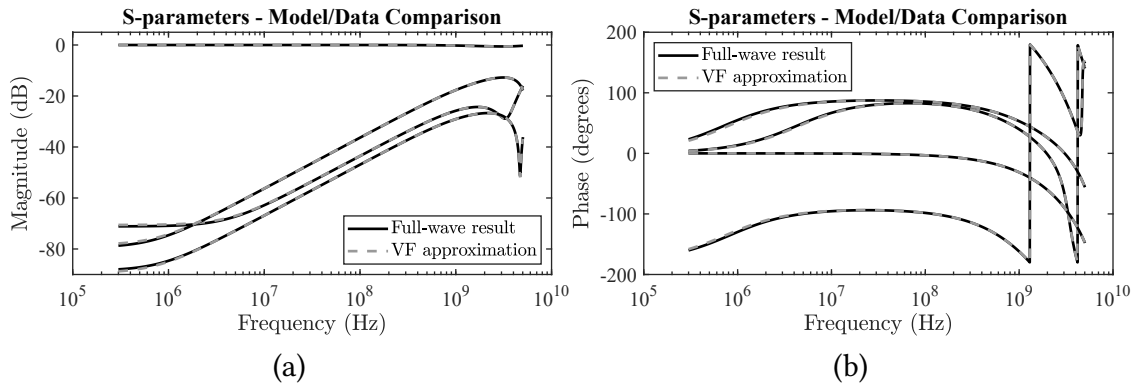 S-parameters - Model/Data Comparison
0
-20
-40
-60
-80
Magnitude (dB)
Full-wave result
VF approximation
10^5
10^6
10^7
10^8
10^9
10^10
Frequency (Hz)
(a)
S-parameters - Model/Data Comparison
200
100
0
-100
-200
Phase (degrees)
Full-wave result
VF approximation
10^5
10^6
10^7
10^8
10^9
10^10
Frequency (Hz)
(b)